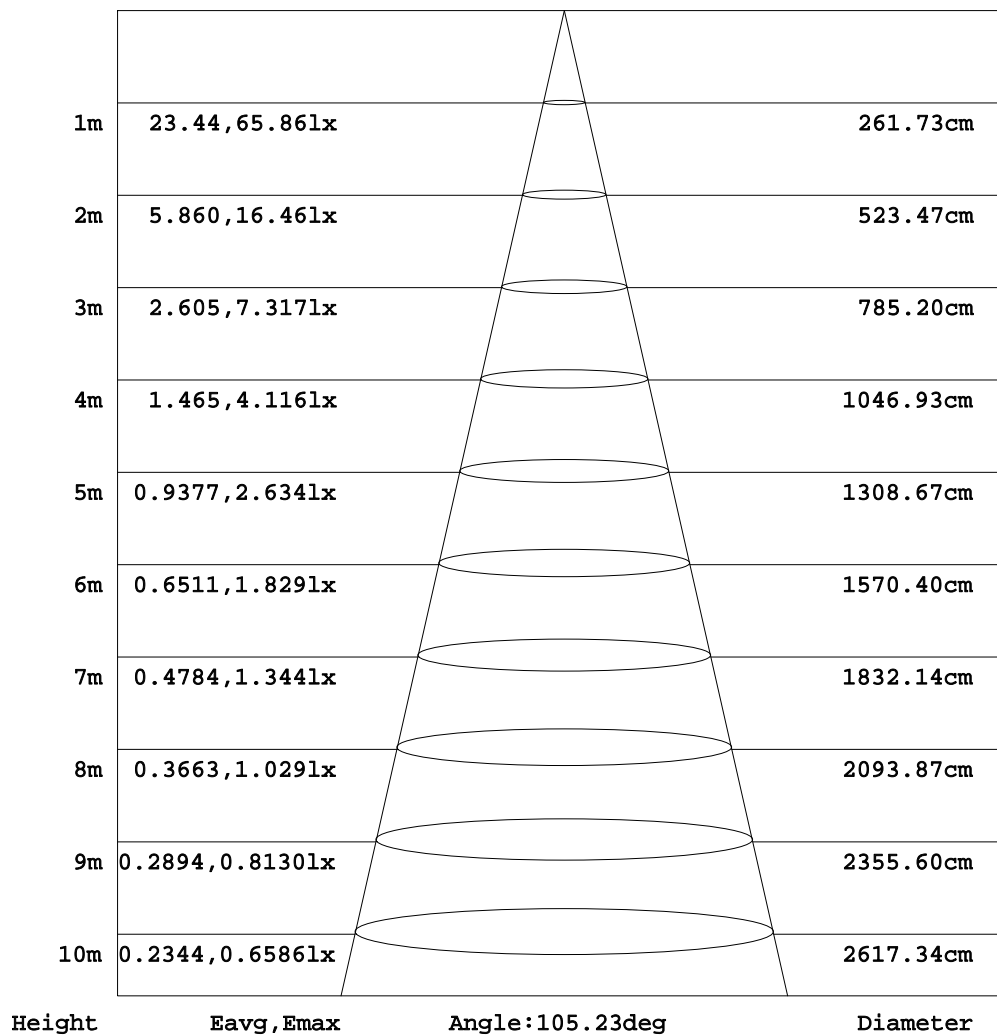 1m 23.44,65.86lx 261.73cm
2m 5.860,16.46lx 523.47cm
3m 2.605,7.317lx 785.20cm
4m 1.465,4.116lx 1046.93cm
5m 0.9377,2.634lx 1308.67cm
6m 0.6511,1.829lx 1570.40cm
7m 0.4784,1.344lx 1832.14cm
8m 0.3663,1.029lx 2093.87cm
9m 0.2894,0.8130lx 2355.60cm
10m 0.2344,0.6586lx 2617.34cm
Height Eavg,Emax Angle:105.23deg Diameter